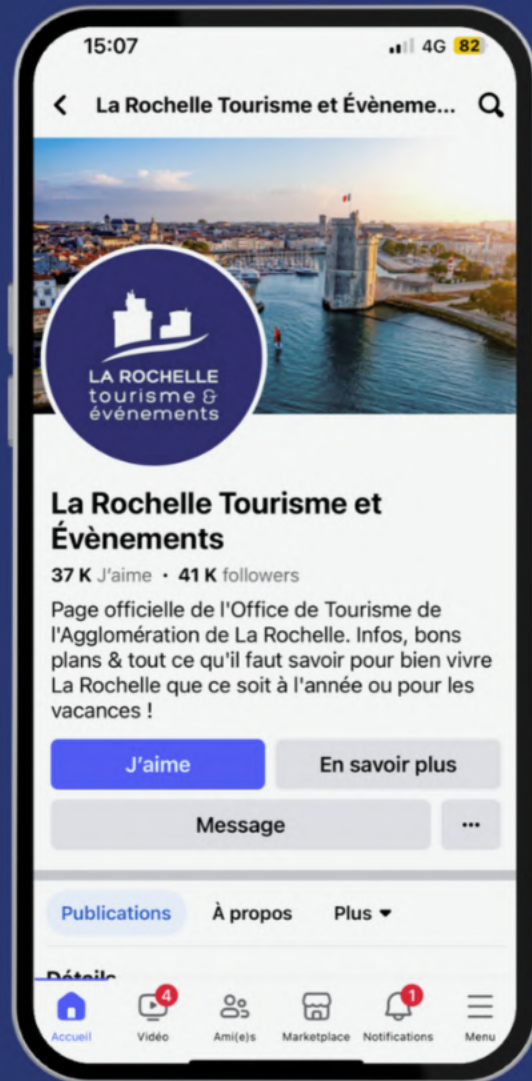 15:07
4G 82
La Rochelle Tourisme et Évèneme...
LA ROCHELLE
tourisme &
événements
La Rochelle Tourisme et
Évènements
37 K J'aime · 41 K followers
Page officielle de l'Office de Tourisme de
l'Agglomération de La Rochelle. Infos, bons
plans & tout ce qu'il faut savoir pour bien vivre
La Rochelle que ce soit à l'année ou pour les
vacances !
J'aime
En savoir plus
Message
...
Publications À propos Plus
Détails
4
1
Accueil Vidéo Ami(e)s Marketplace Notifications Menu